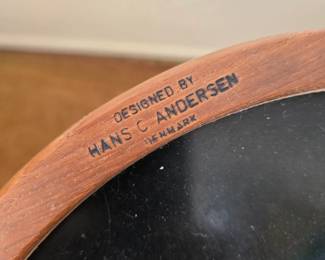 DESIGNED BY
HANS C ANDERSEN
DENMARK